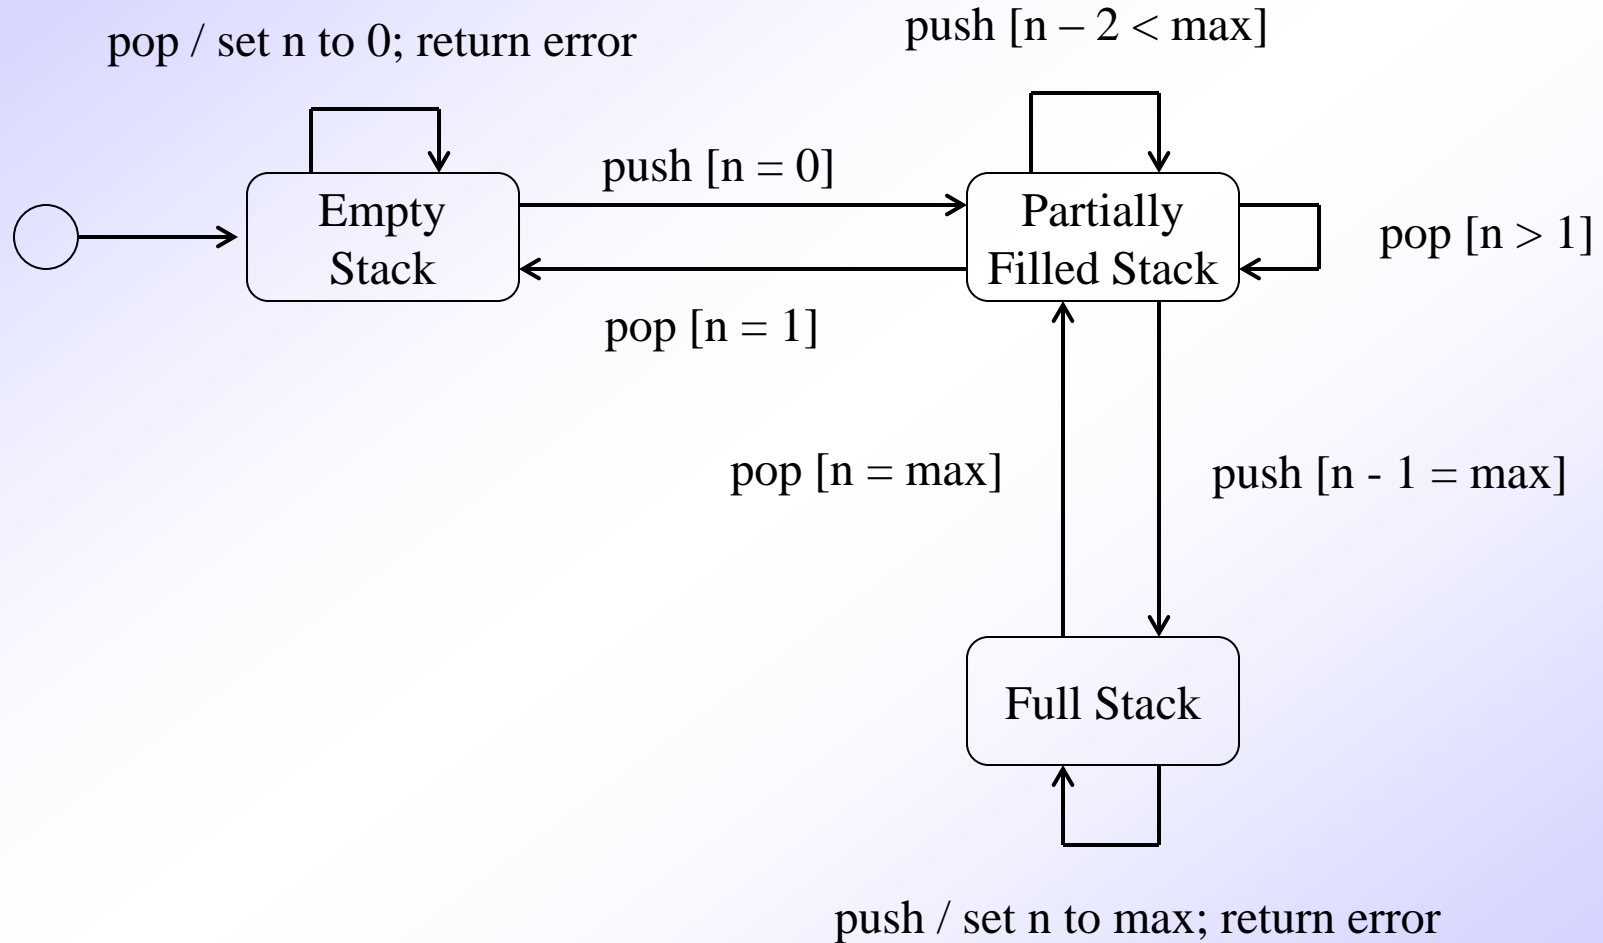 pop / set n to 0; return error
push [n – 2 < max]
push [n = 0]
Empty
Stack
Partially
Filled Stack
pop [n > 1]
pop [n = 1]
pop [n = max]
push [n - 1 = max]
Full Stack
push / set n to max; return error